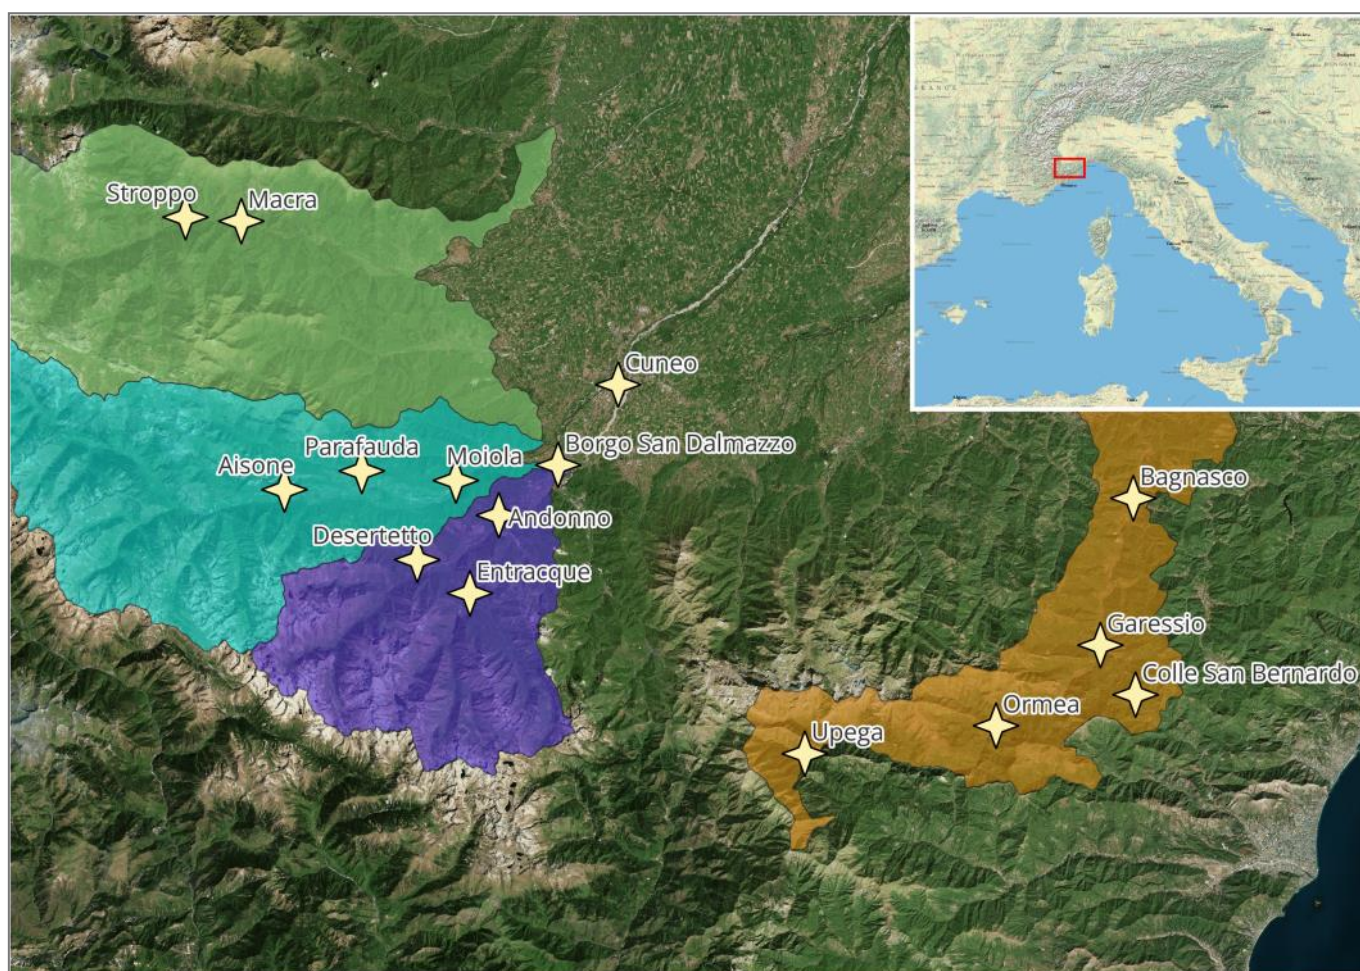 Stroppo
Macra
Cuneo
Borgo San Dalmazzo
Parafauda
Moiola
Aisone
Andonno
Desertetto
Entracque
Bagnasco
Garessio
Colle San Bernardo
Ormea
Upega